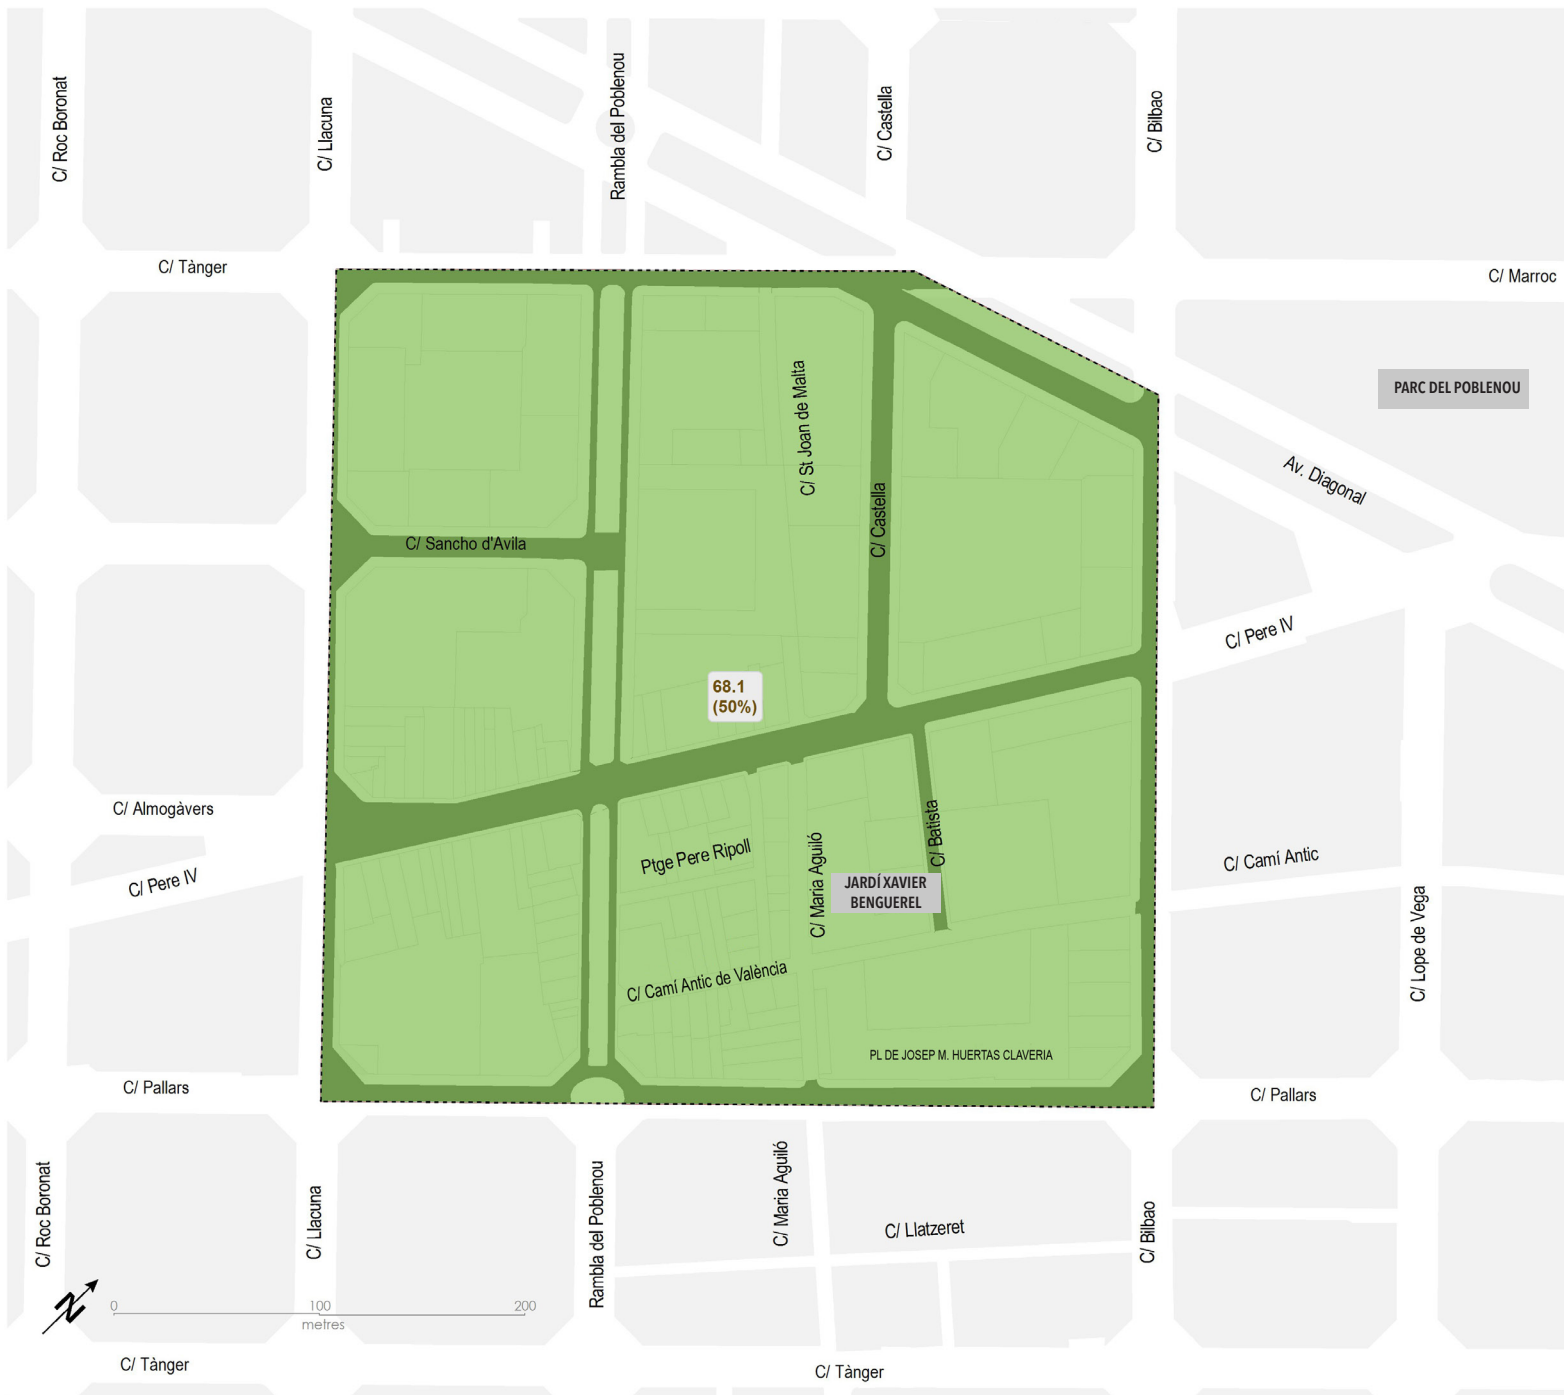 C/ Roc Boronat
C/ Llacuna
Rambla del Poblenou
C/ Castella
C/ Bilbao
C/ Tànger
C/ Marroc
PARC DEL POBLENOU
C/ St Joan de Malta
Av. Diagonal
C/ Castella
C/ Sancho d'Avila
C/ Pere IV
68.1
(50%)
C/ Almogàvers
C/ Batista
Ptge Pere Ripoll
C/ Maria Aguiló
C/ Camí Antic
C/ Pere IV
JARDÍ XAVIER
BENGUEREL
C/ Lope de Vega
C/ Camí Antic de València
PL DE JOSEP M. HUERTAS CLAVERIA
C/ Pallars
C/ Pallars
C/ Roc Boronat
C/ Llacuna
Rambla del Poblenou
C/ Maria Aguiló
C/ Llatzeret
C/ Bilbao
N
0 100 200
metres
C/ Tànger
C/ Tànger